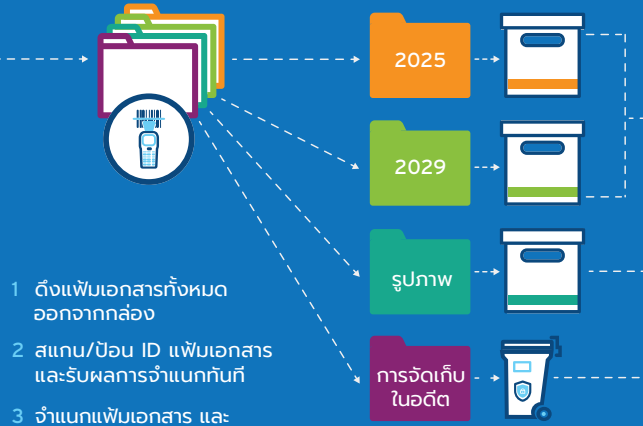 2025
2029
รูปภาพ
การจัดเก็บ
ในอดีต
1 ดึงแฟ้มเอกสารทั้งหมด
ออกจากกล่อง
2 สแกน/ป้อน ID แฟ้มเอกสาร
และรับผลการจำแนกทันที
3 จำแนกแฟ้มเอกสาร และ